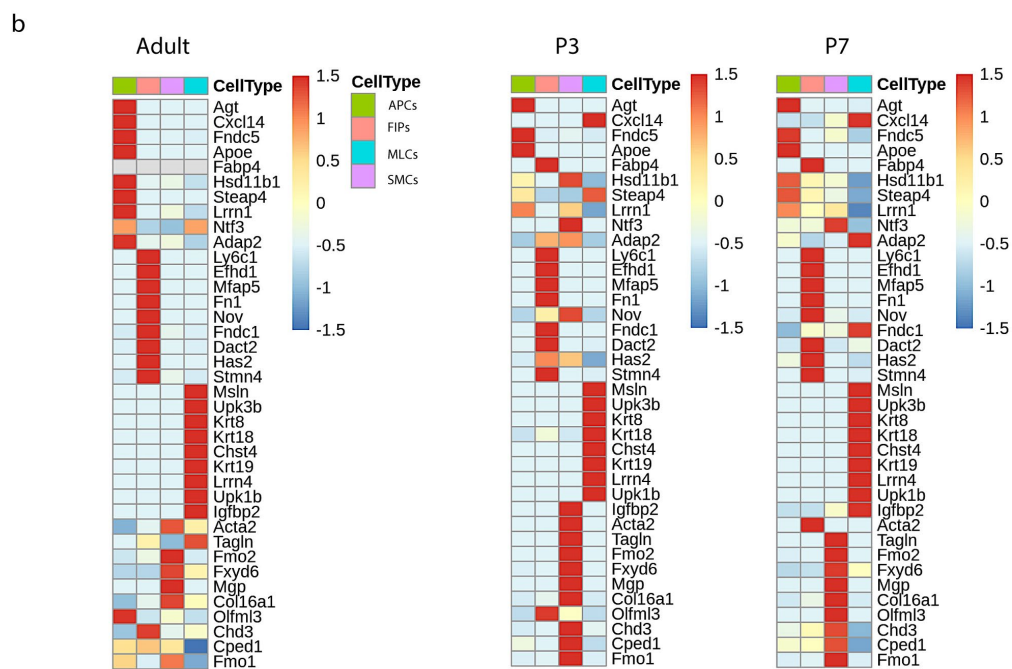 b
Adult
CellType
Agt
Cxcl14
Fndc5
Apoe
Fabp4
Hsd11b1
Steap4
Lrrn1
Ntf3
Adap2
Ly6c1
Efhd1
Mfap5
Fn1
Nov
Fndc1
Dact2
Has2
Stmn4
Msln
Upk3b
Krt8
Krt18
Chst4
Krt19
Lrrn4
Upk1b
Igfbp2
Acta2
Tagln
Fmo2
Fxyd6
Mgp
Col16a1
Olfml3
Chd3
Cped1
Fmo1
1.5
1
0.5
0
-0.5
-1
-1.5
CellType
APCs
FIPs
MLCs
SMCs
P3
CellType
Agt
Cxcl14
Fndc5
Apoe
Fabp4
Hsd11b1
Steap4
Lrrn1
Ntf3
Adap2
Ly6c1
Efhd1
Mfap5
Fn1
Nov
Fndc1
Dact2
Has2
Stmn4
Msln
Upk3b
Krt8
Krt18
Chst4
Krt19
Lrrn4
Upk1b
Igfbp2
Acta2
Tagln
Fmo2
Fxyd6
Mgp
Col16a1
Olfml3
Chd3
Cped1
Fmo1
1.5
1
0.5
0
-0.5
-1
-1.5
P7
CellType
Agt
Cxcl14
Fndc5
Apoe
Fabp4
Hsd11b1
Steap4
Lrrn1
Ntf3
Adap2
Ly6c1
Efhd1
Mfap5
Fn1
Nov
Fndc1
Dact2
Has2
Stmn4
Msln
Upk3b
Krt8
Krt18
Chst4
Krt19
Lrrn4
Upk1b
Igfbp2
Acta2
Tagln
Fmo2
Fxyd6
Mgp
Col16a1
Olfml3
Chd3
Cped1
Fmo1
1.5
1
0.5
0
-0.5
-1
-1.5